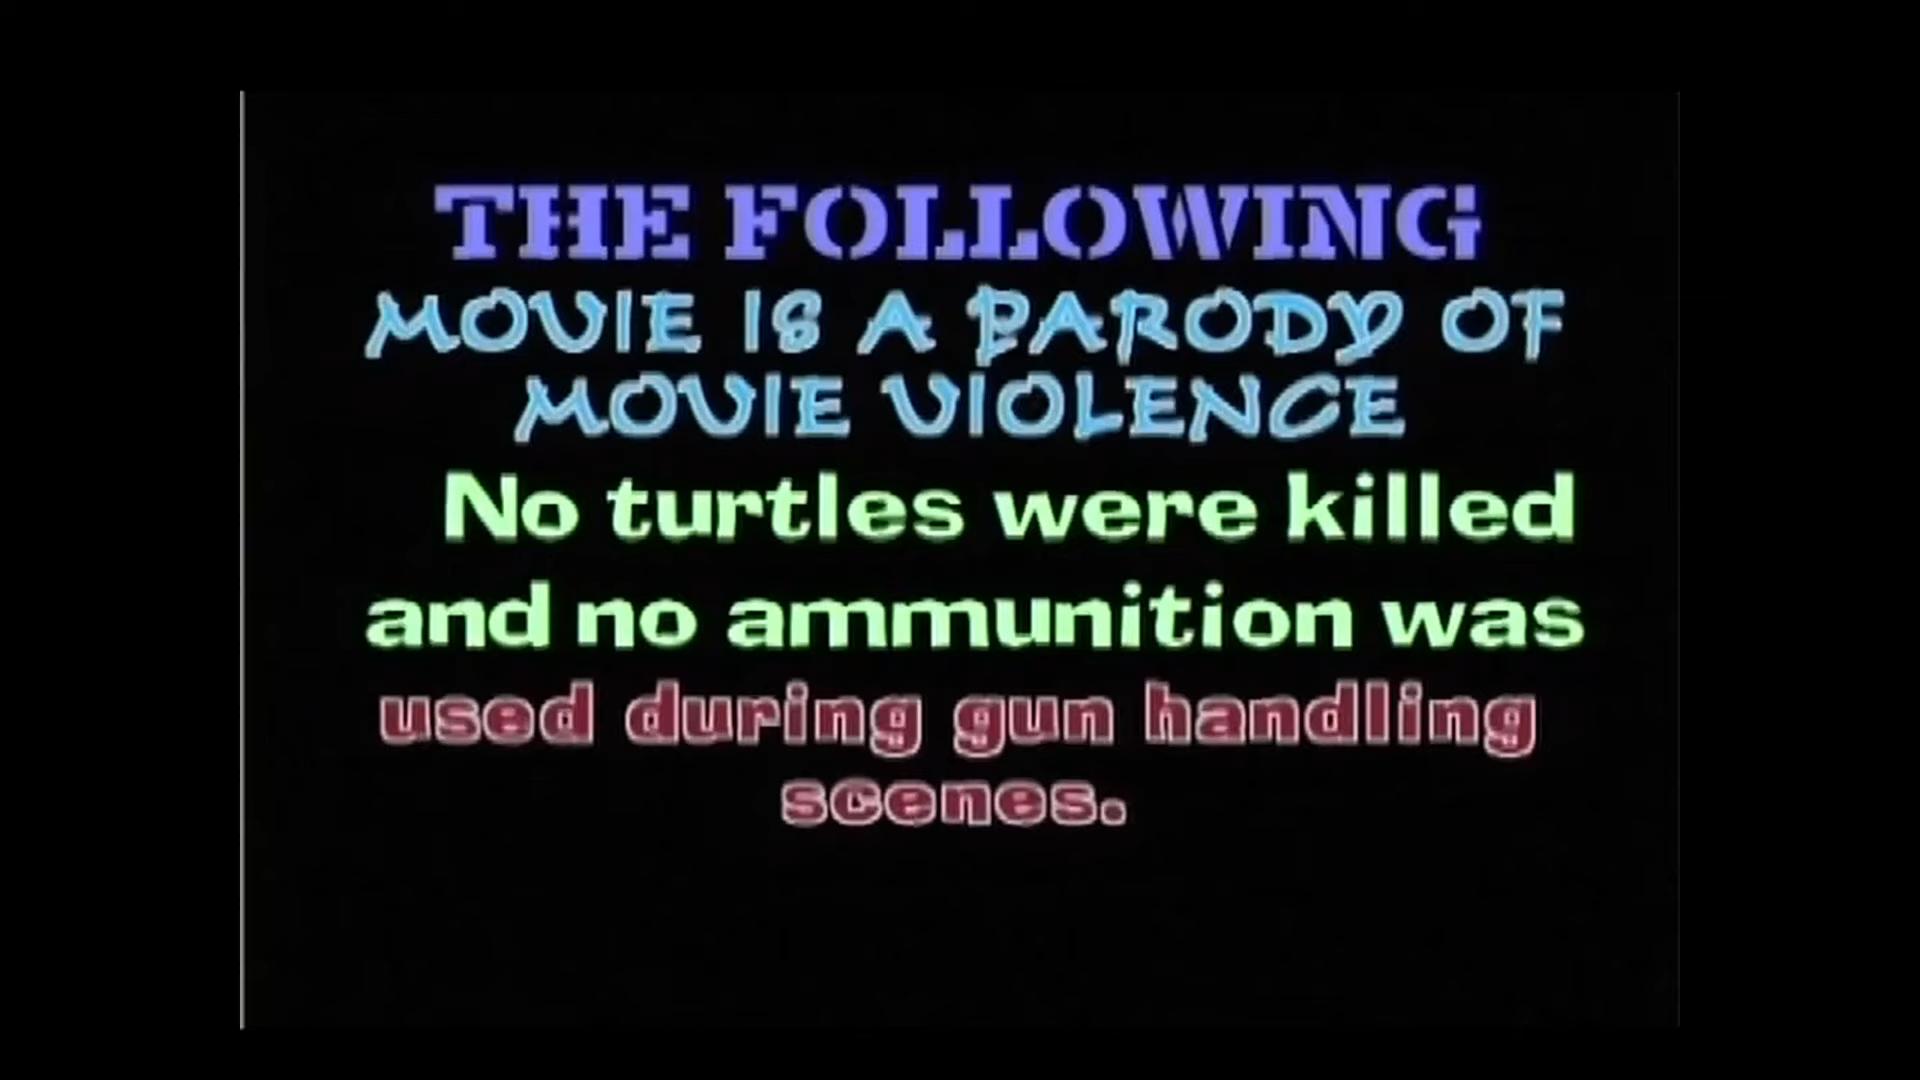 THE FOLLOWING
MOVIE IS A PARODY OF
MOVIE VIOLENCE
No turtles were killed
and no ammunition was
used during gun handling
scenes.